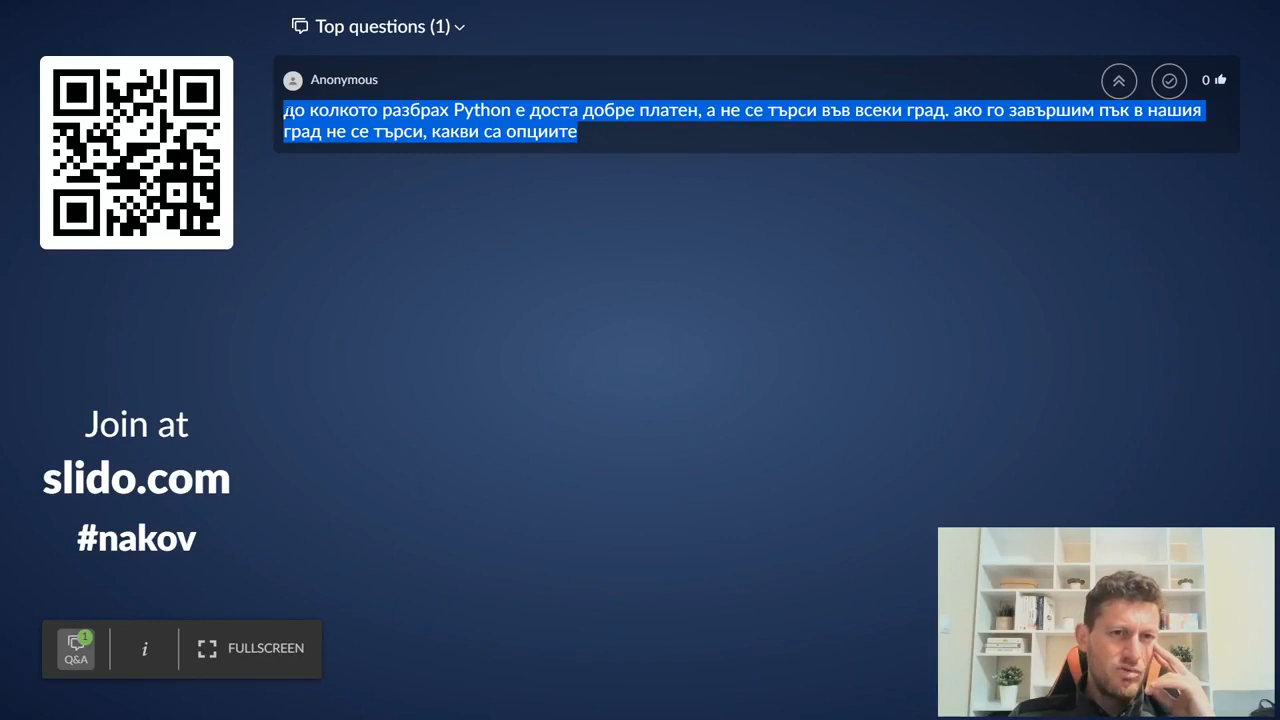 Top questions (1)
Anonymous
0
до колкото разбрах Python е доста добре платен, а не се търси във всеки град. ако го завършим пък в нашия
град не се търси, какви са опциите
Join at
slido.com
#nakov
1
Q&A
i
FULLSCREEN